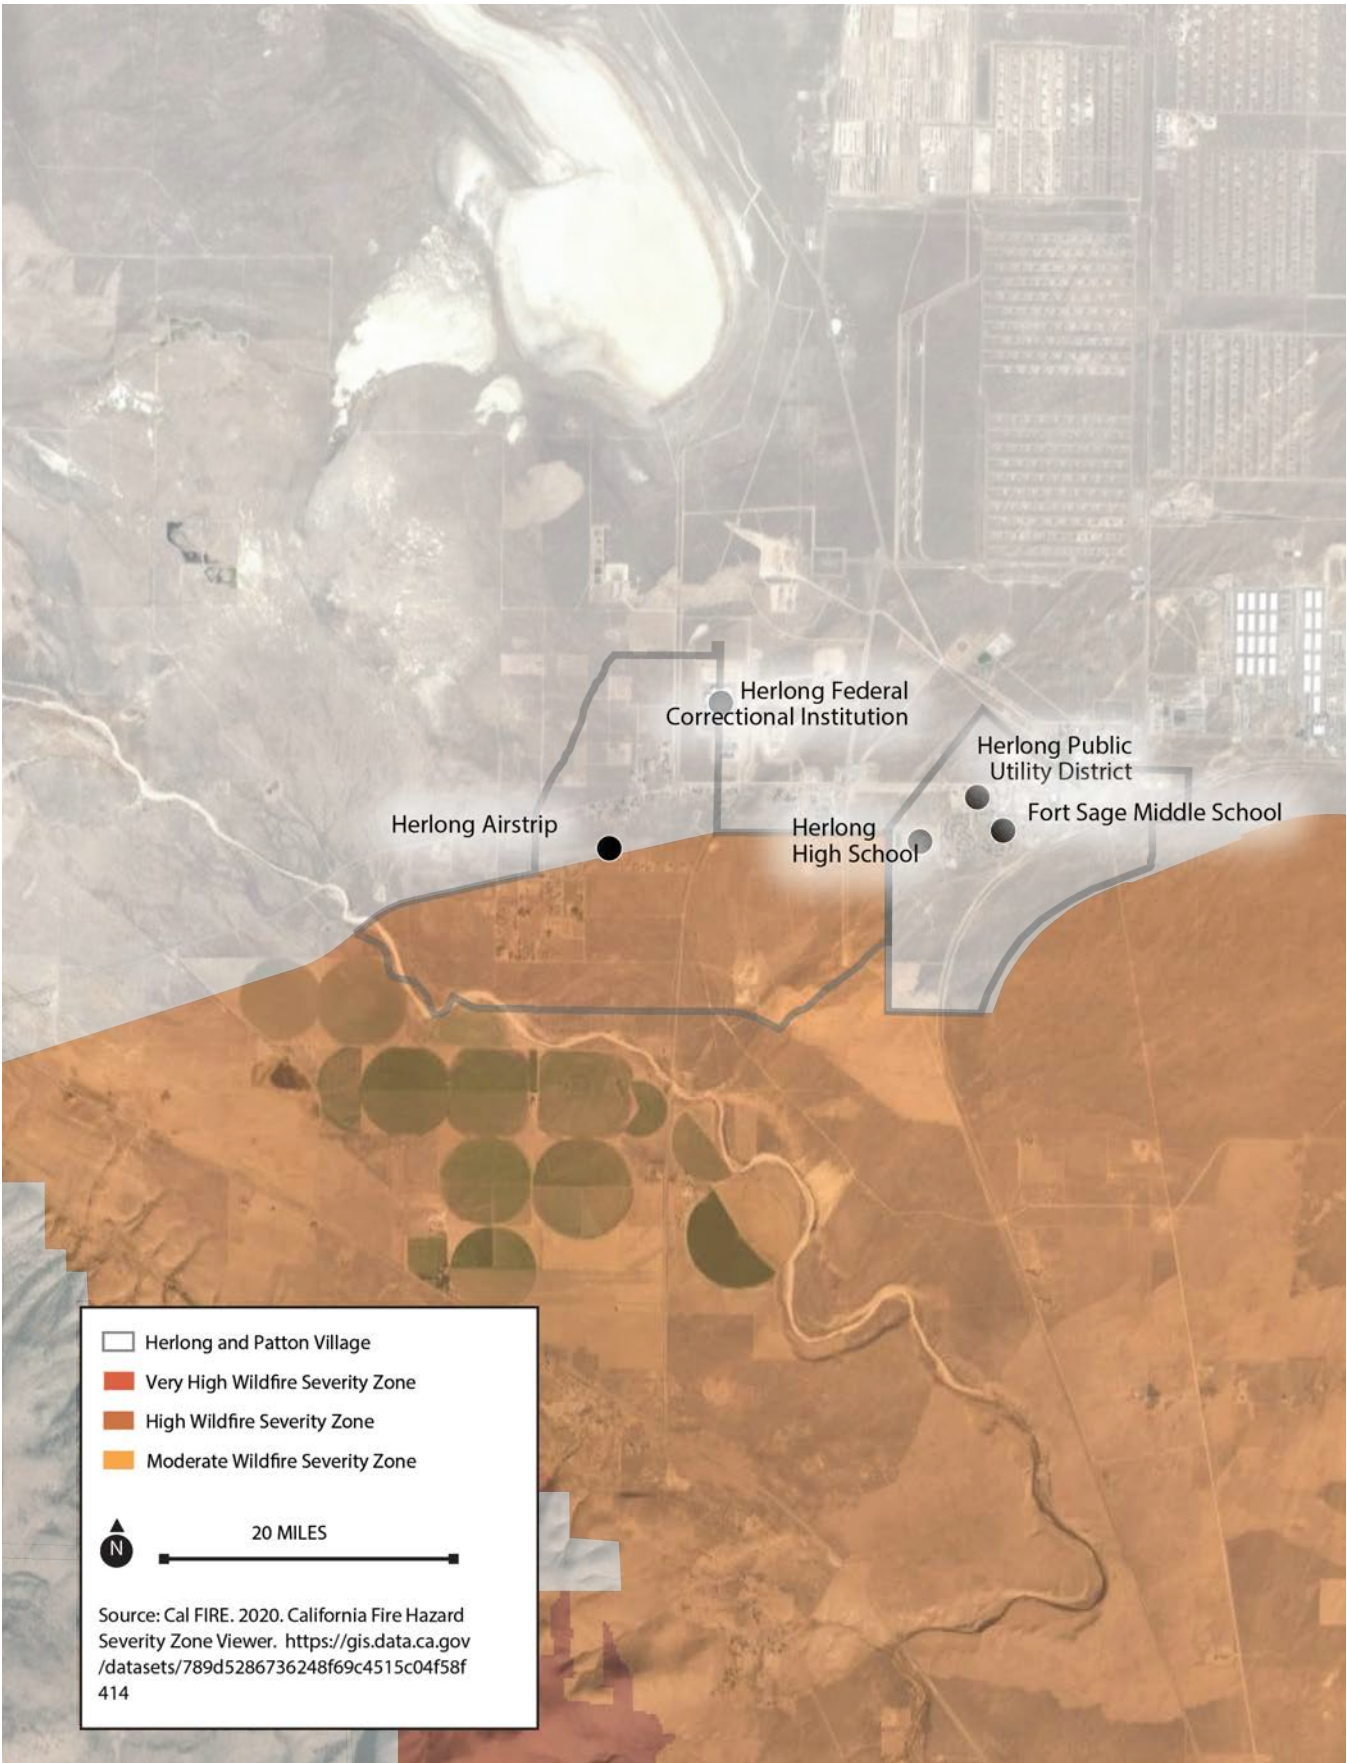 Herlong Federal
Correctional Institution
Herlong Public
Utility District
Fort Sage Middle School
Herlong Airstrip
Herlong
High School
Herlong and Patton Village
Very High Wildfire Severity Zone
High Wildfire Severity Zone
Moderate Wildfire Severity Zone
N
20 MILES
Source: Cal FIRE. 2020. California Fire Hazard
Severity Zone Viewer. https://gis.data.ca.gov
/datasets/789d5286736248f69c4515c04f58f
414